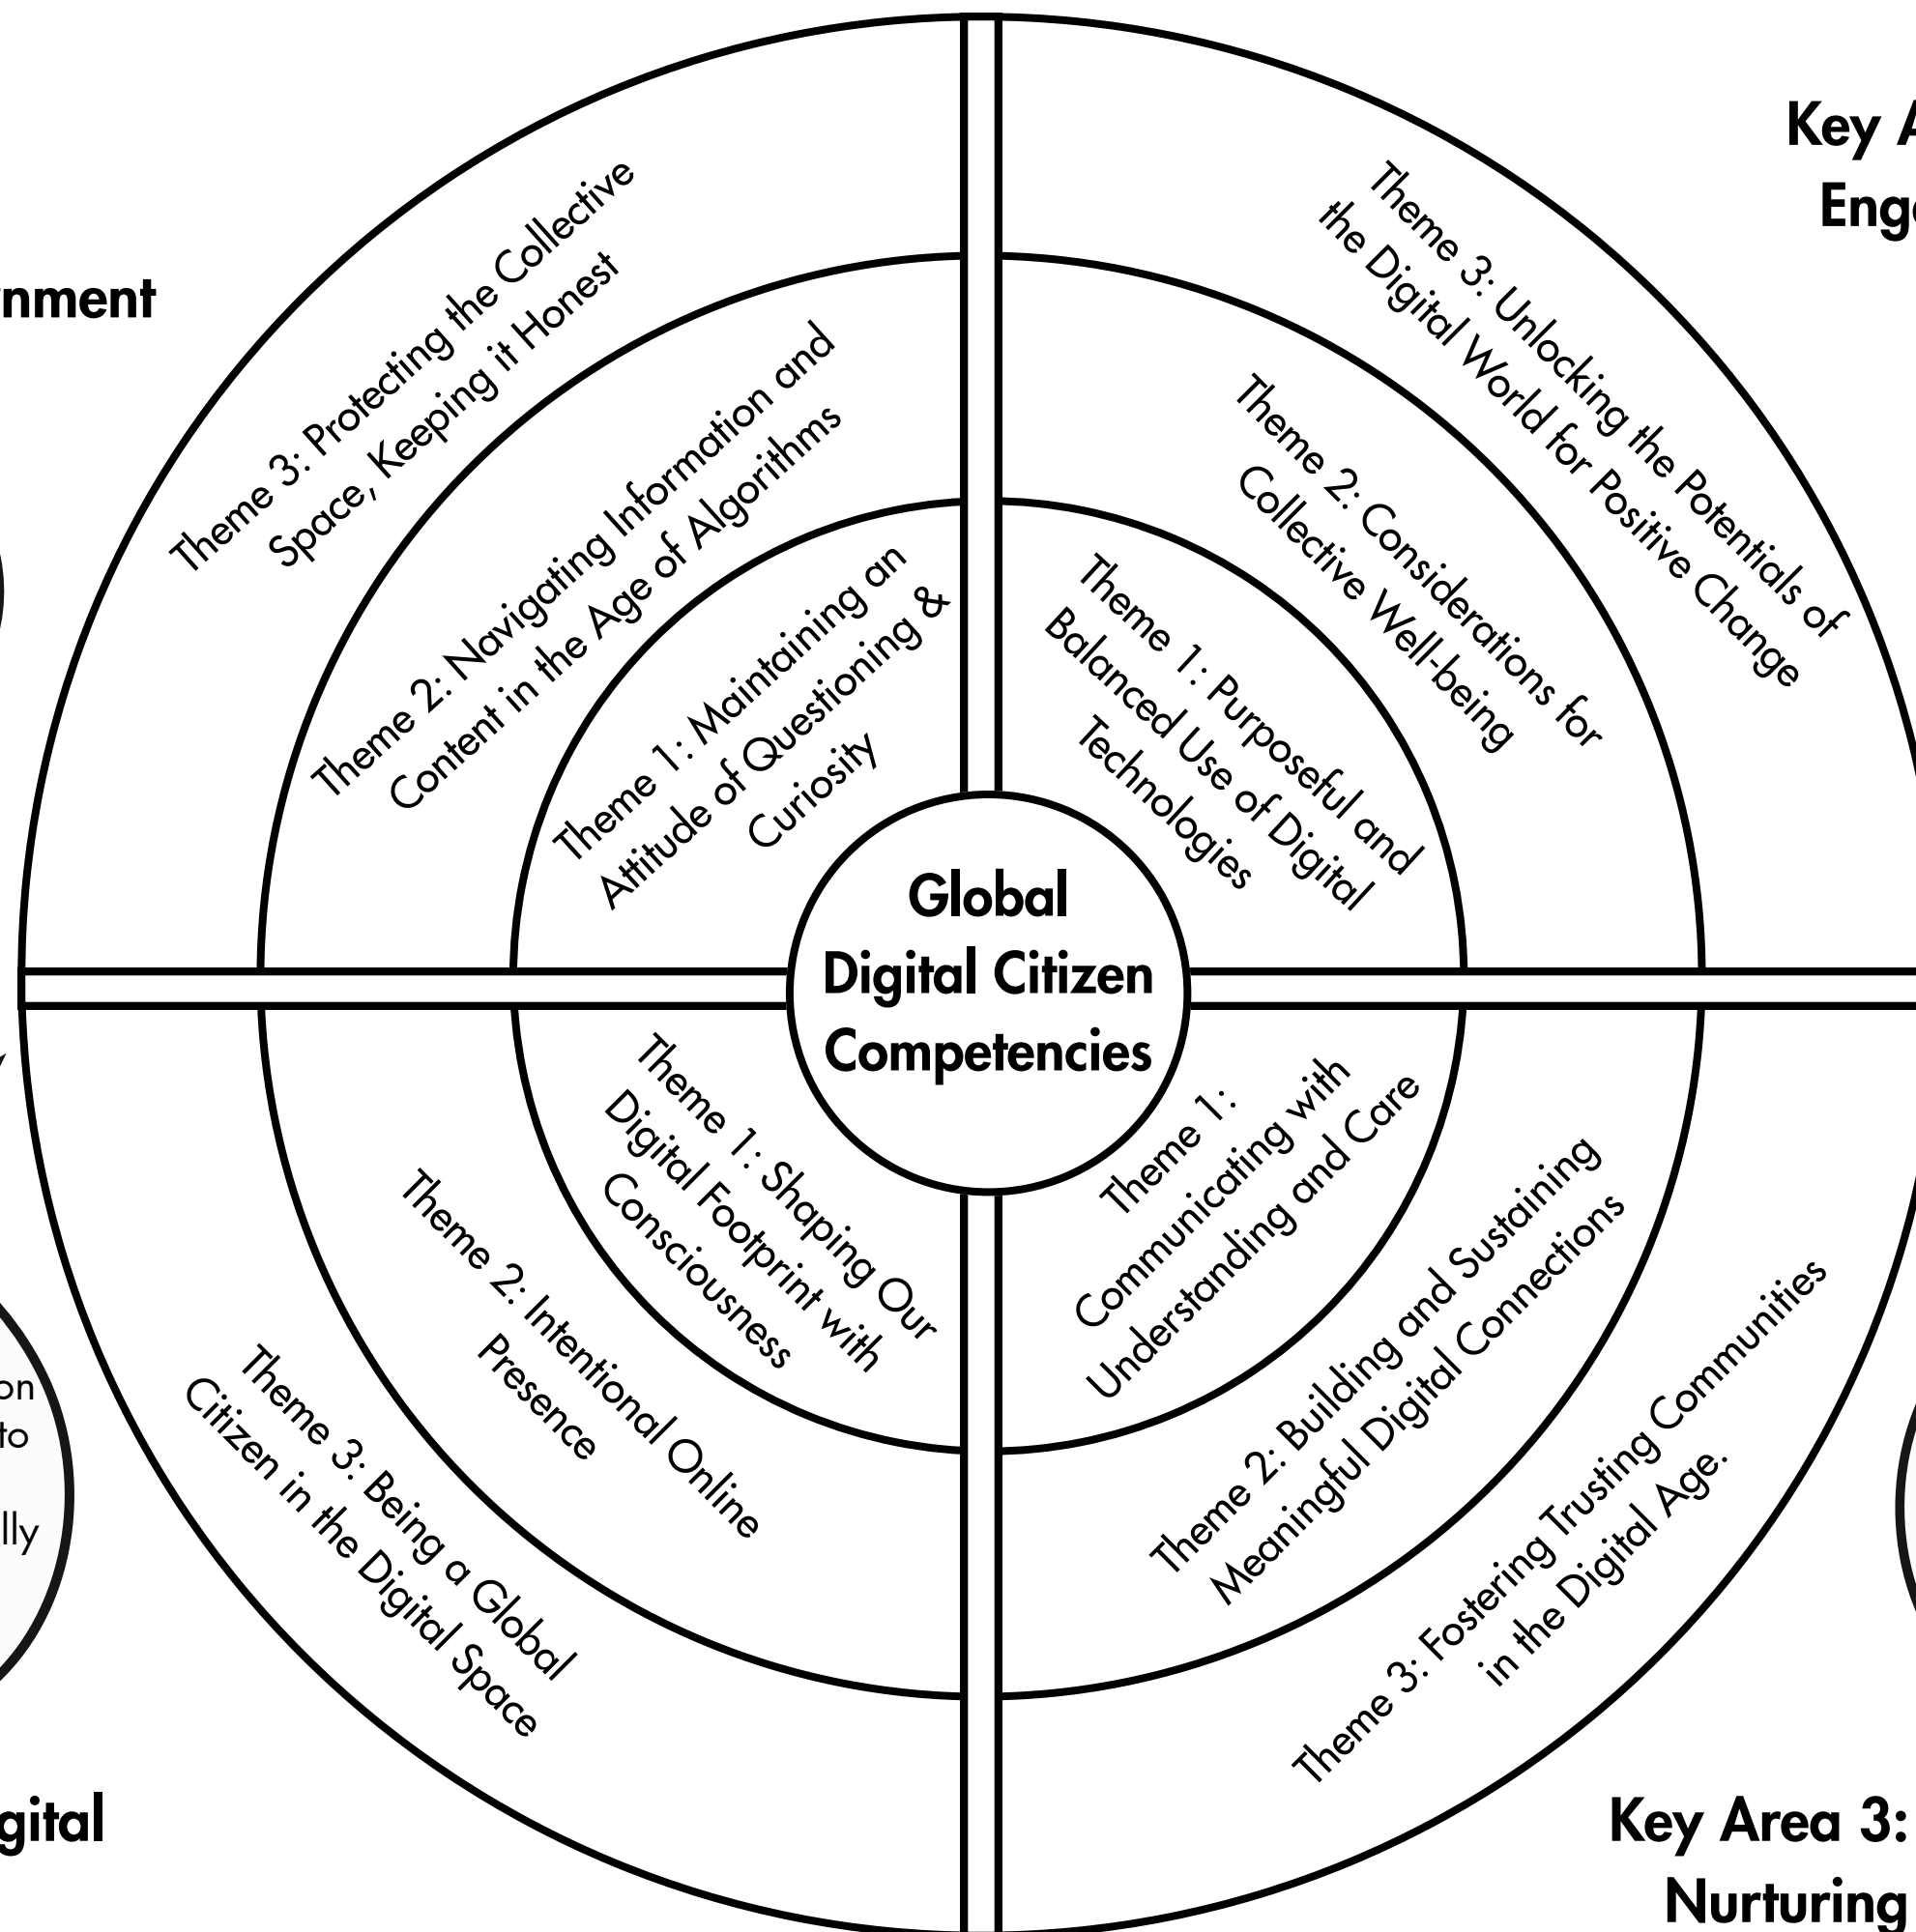 Key
Eng
nment
Theme 3: Protecting the Collective
Space, Keeping it Honest
Theme 2: Navigating Information and
Content in the Age of Algorithms
Theme 1: Maintaining an
Attitude of Questioning &
Curiosity
Theme 3: Unlocking the Potentials of
the Digital World for Positive Change
Theme 2: Considerations for
Collective Well-being
Theme 1: Purposeful and
Balanced Use of Digital
Technologies
Global
Digital Citizen
Competencies
Theme 1: Shaping Our
Digital Footprint with
Consciousness
Theme 2: Intentional Online
Presence
Theme 3: Being a Global
Citizen in the Digital Space
Theme 1:
Communicating with
Understanding and Care
Theme 2: Building and Sustaining
Meaningful Digital Connections
Theme 3: Fostering Trusting Communities
in the Digital Age.
on
to
lly
gital
Key Area 3:
Nurturing